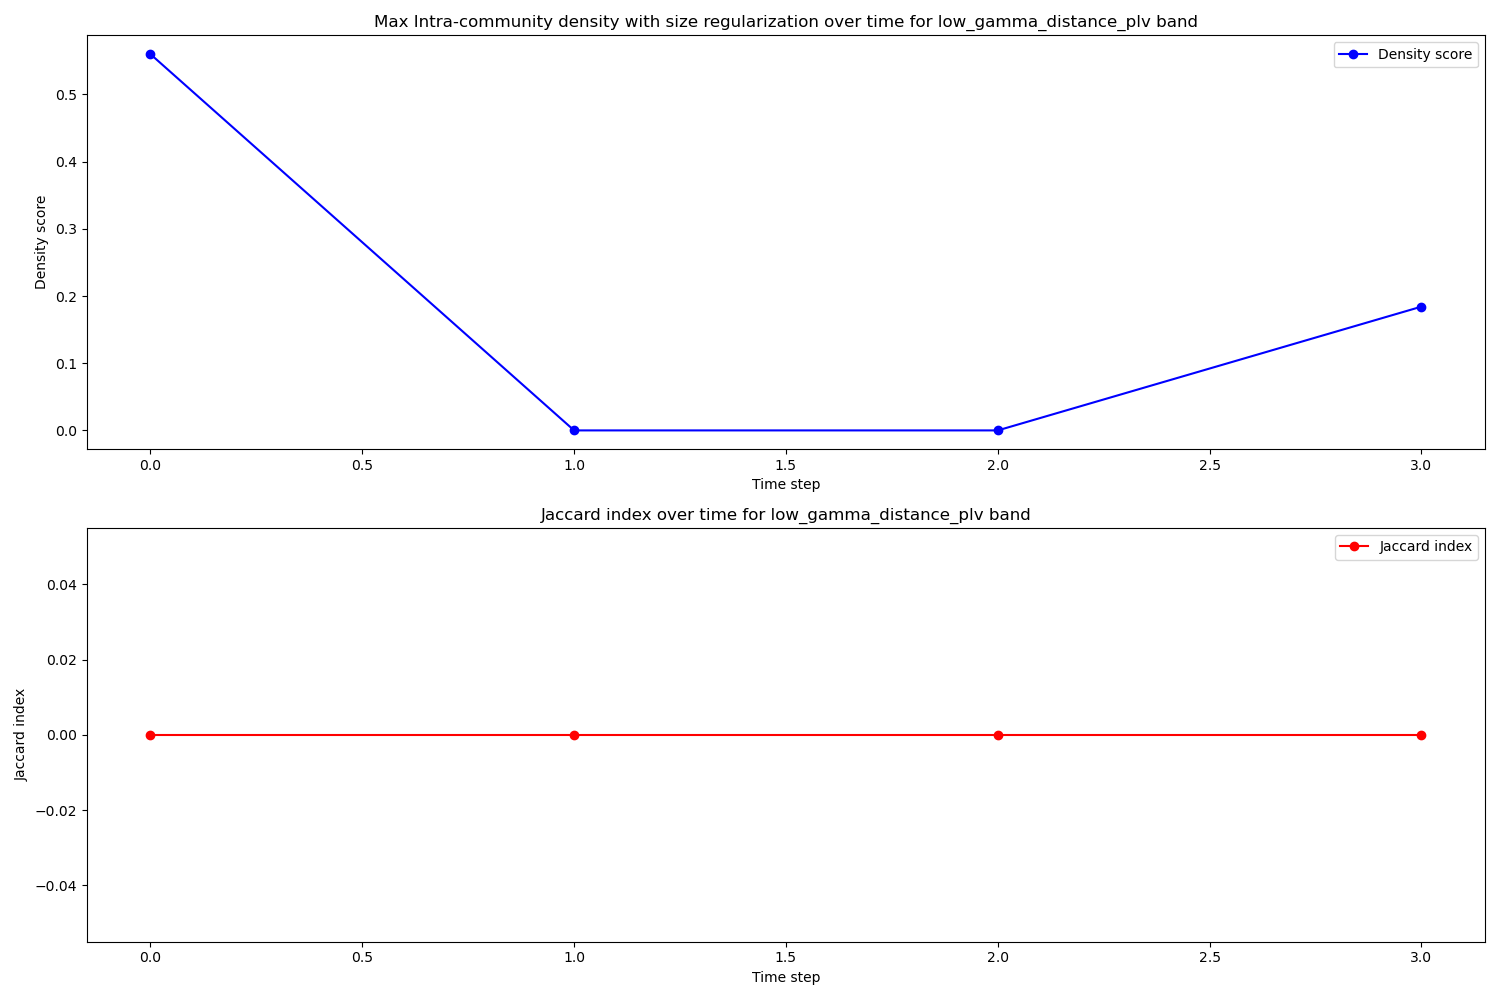 Max Intra-community density with size regularization over time for low_gamma_distance_plv band
Density score
Density score
0.5
0.4
0.3
0.2
0.1
0.0
0.0 0.5 1.0 1.5 2.0 2.5 3.0
Time step
Jaccard index over time for low_gamma_distance_plv band
Jaccard index
Jaccard index
0.04
0.02
0.00
−0.02
−0.04
0.0 0.5 1.0 1.5 2.0 2.5 3.0
Time step